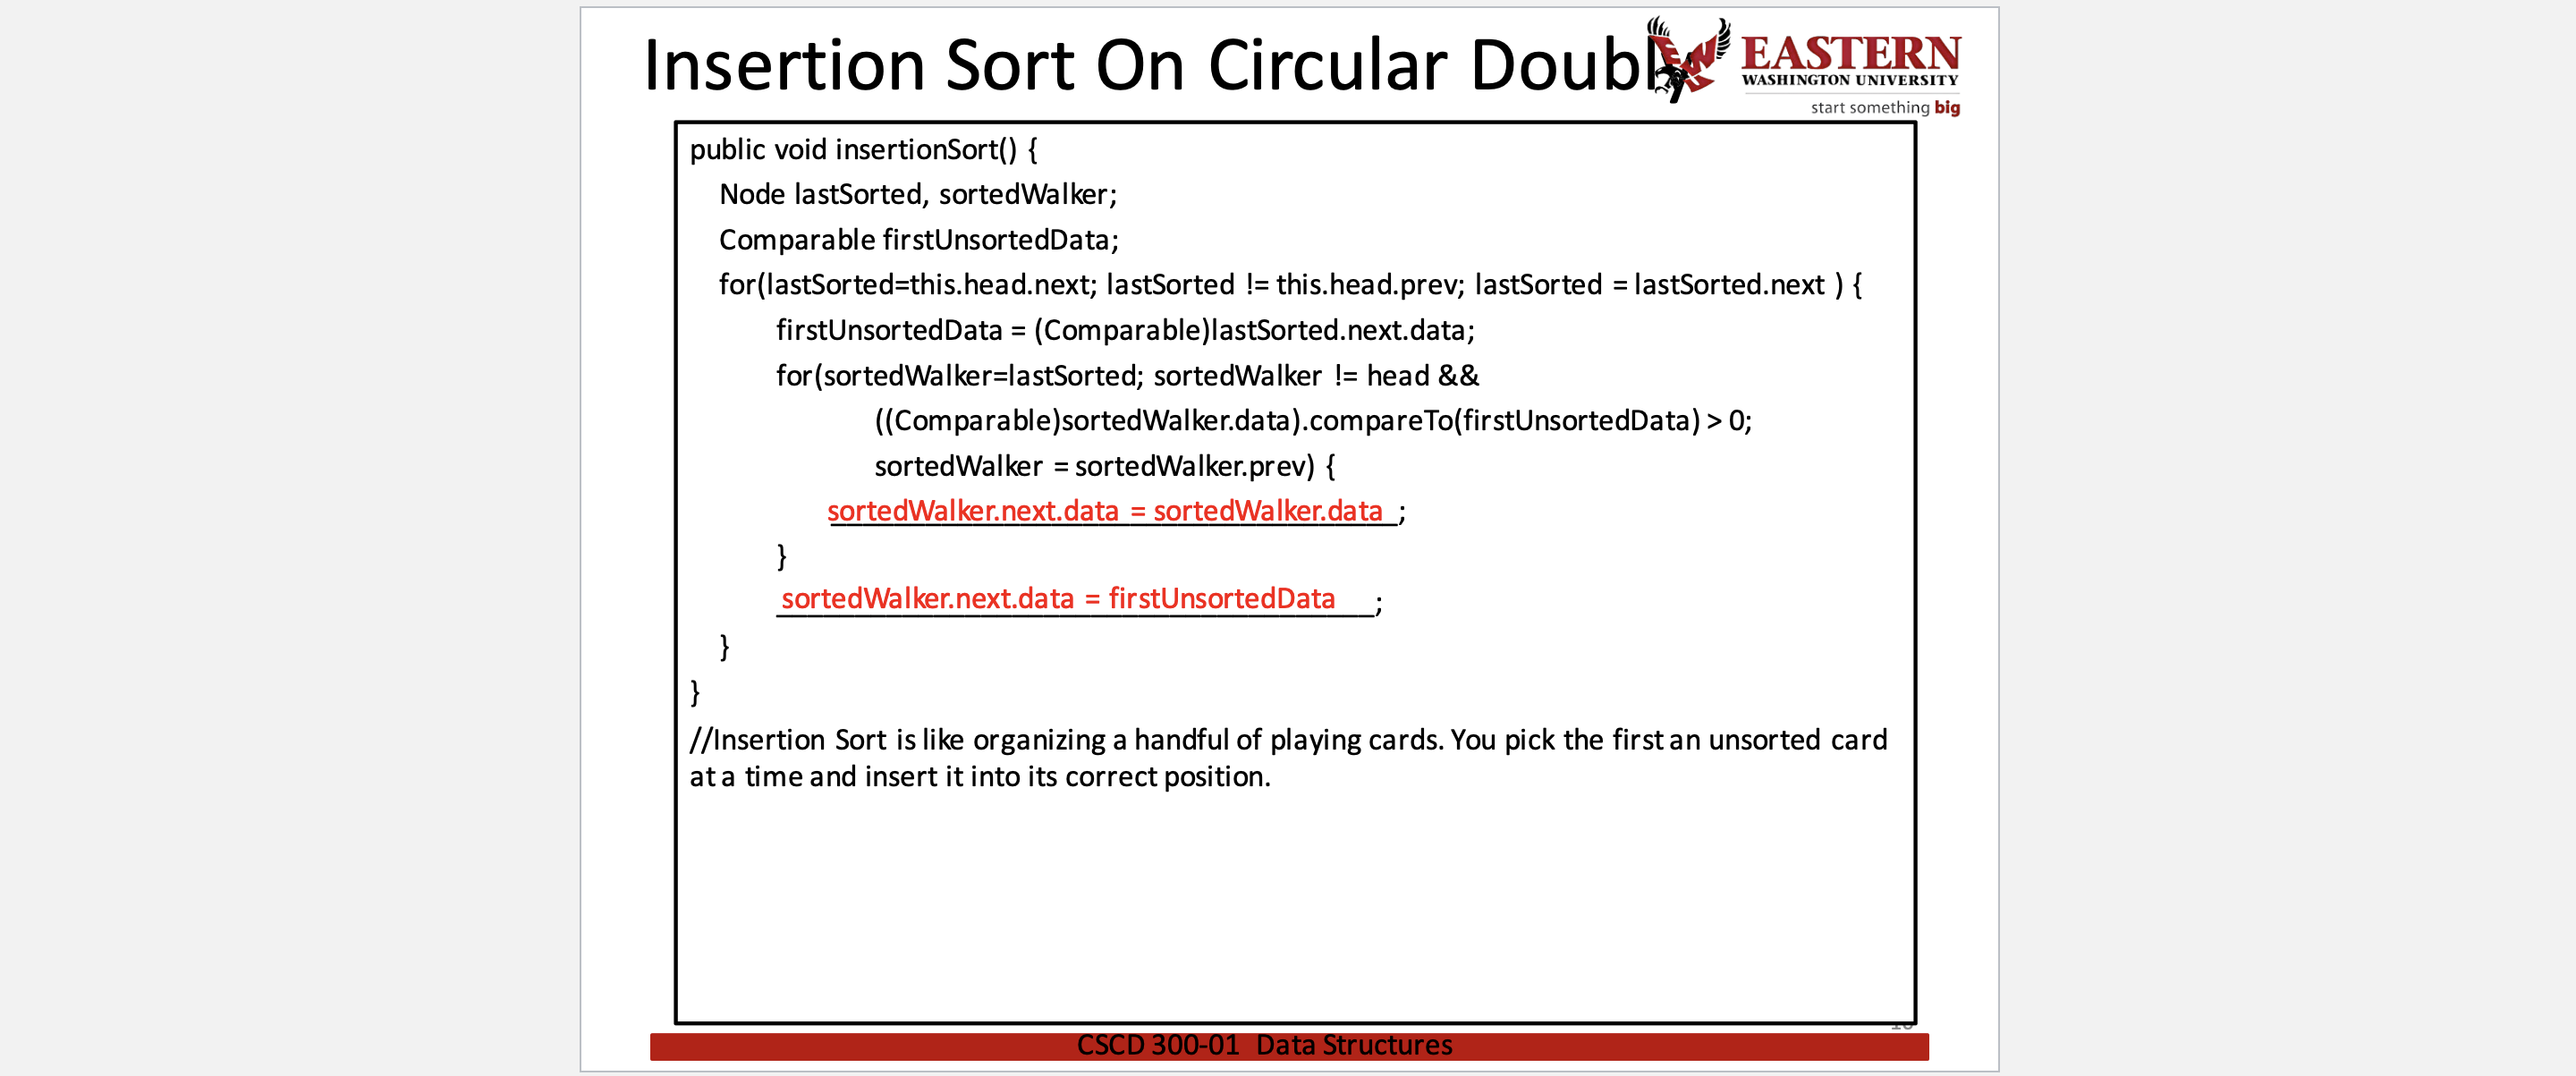 Insertion Sort On Circular Doubly
EASTERN
WASHINGTON UNIVERSITY
start something big
public void insertionSort() {
Node lastSorted, sortedWalker;
Comparable firstUnsortedData;
for(lastSorted=this.head.next; lastSorted != this.head.prev; lastSorted = lastSorted.next ) {
firstUnsortedData = (Comparable)lastSorted.next.data;
for(sortedWalker=lastSorted; sortedWalker != head &&
((Comparable)sortedWalker.data).compareTo(firstUnsortedData) > 0;
sortedWalker = sortedWalker.prev) {
sortedWalker.next.data = sortedWalker.data ;
}
sortedWalker.next.data = firstUnsortedData ;
}
}
//Insertion Sort is like organizing a handful of playing cards. You pick the first an unsorted card
at a time and insert it into its correct position.
CSCD 300-01 Data Structures